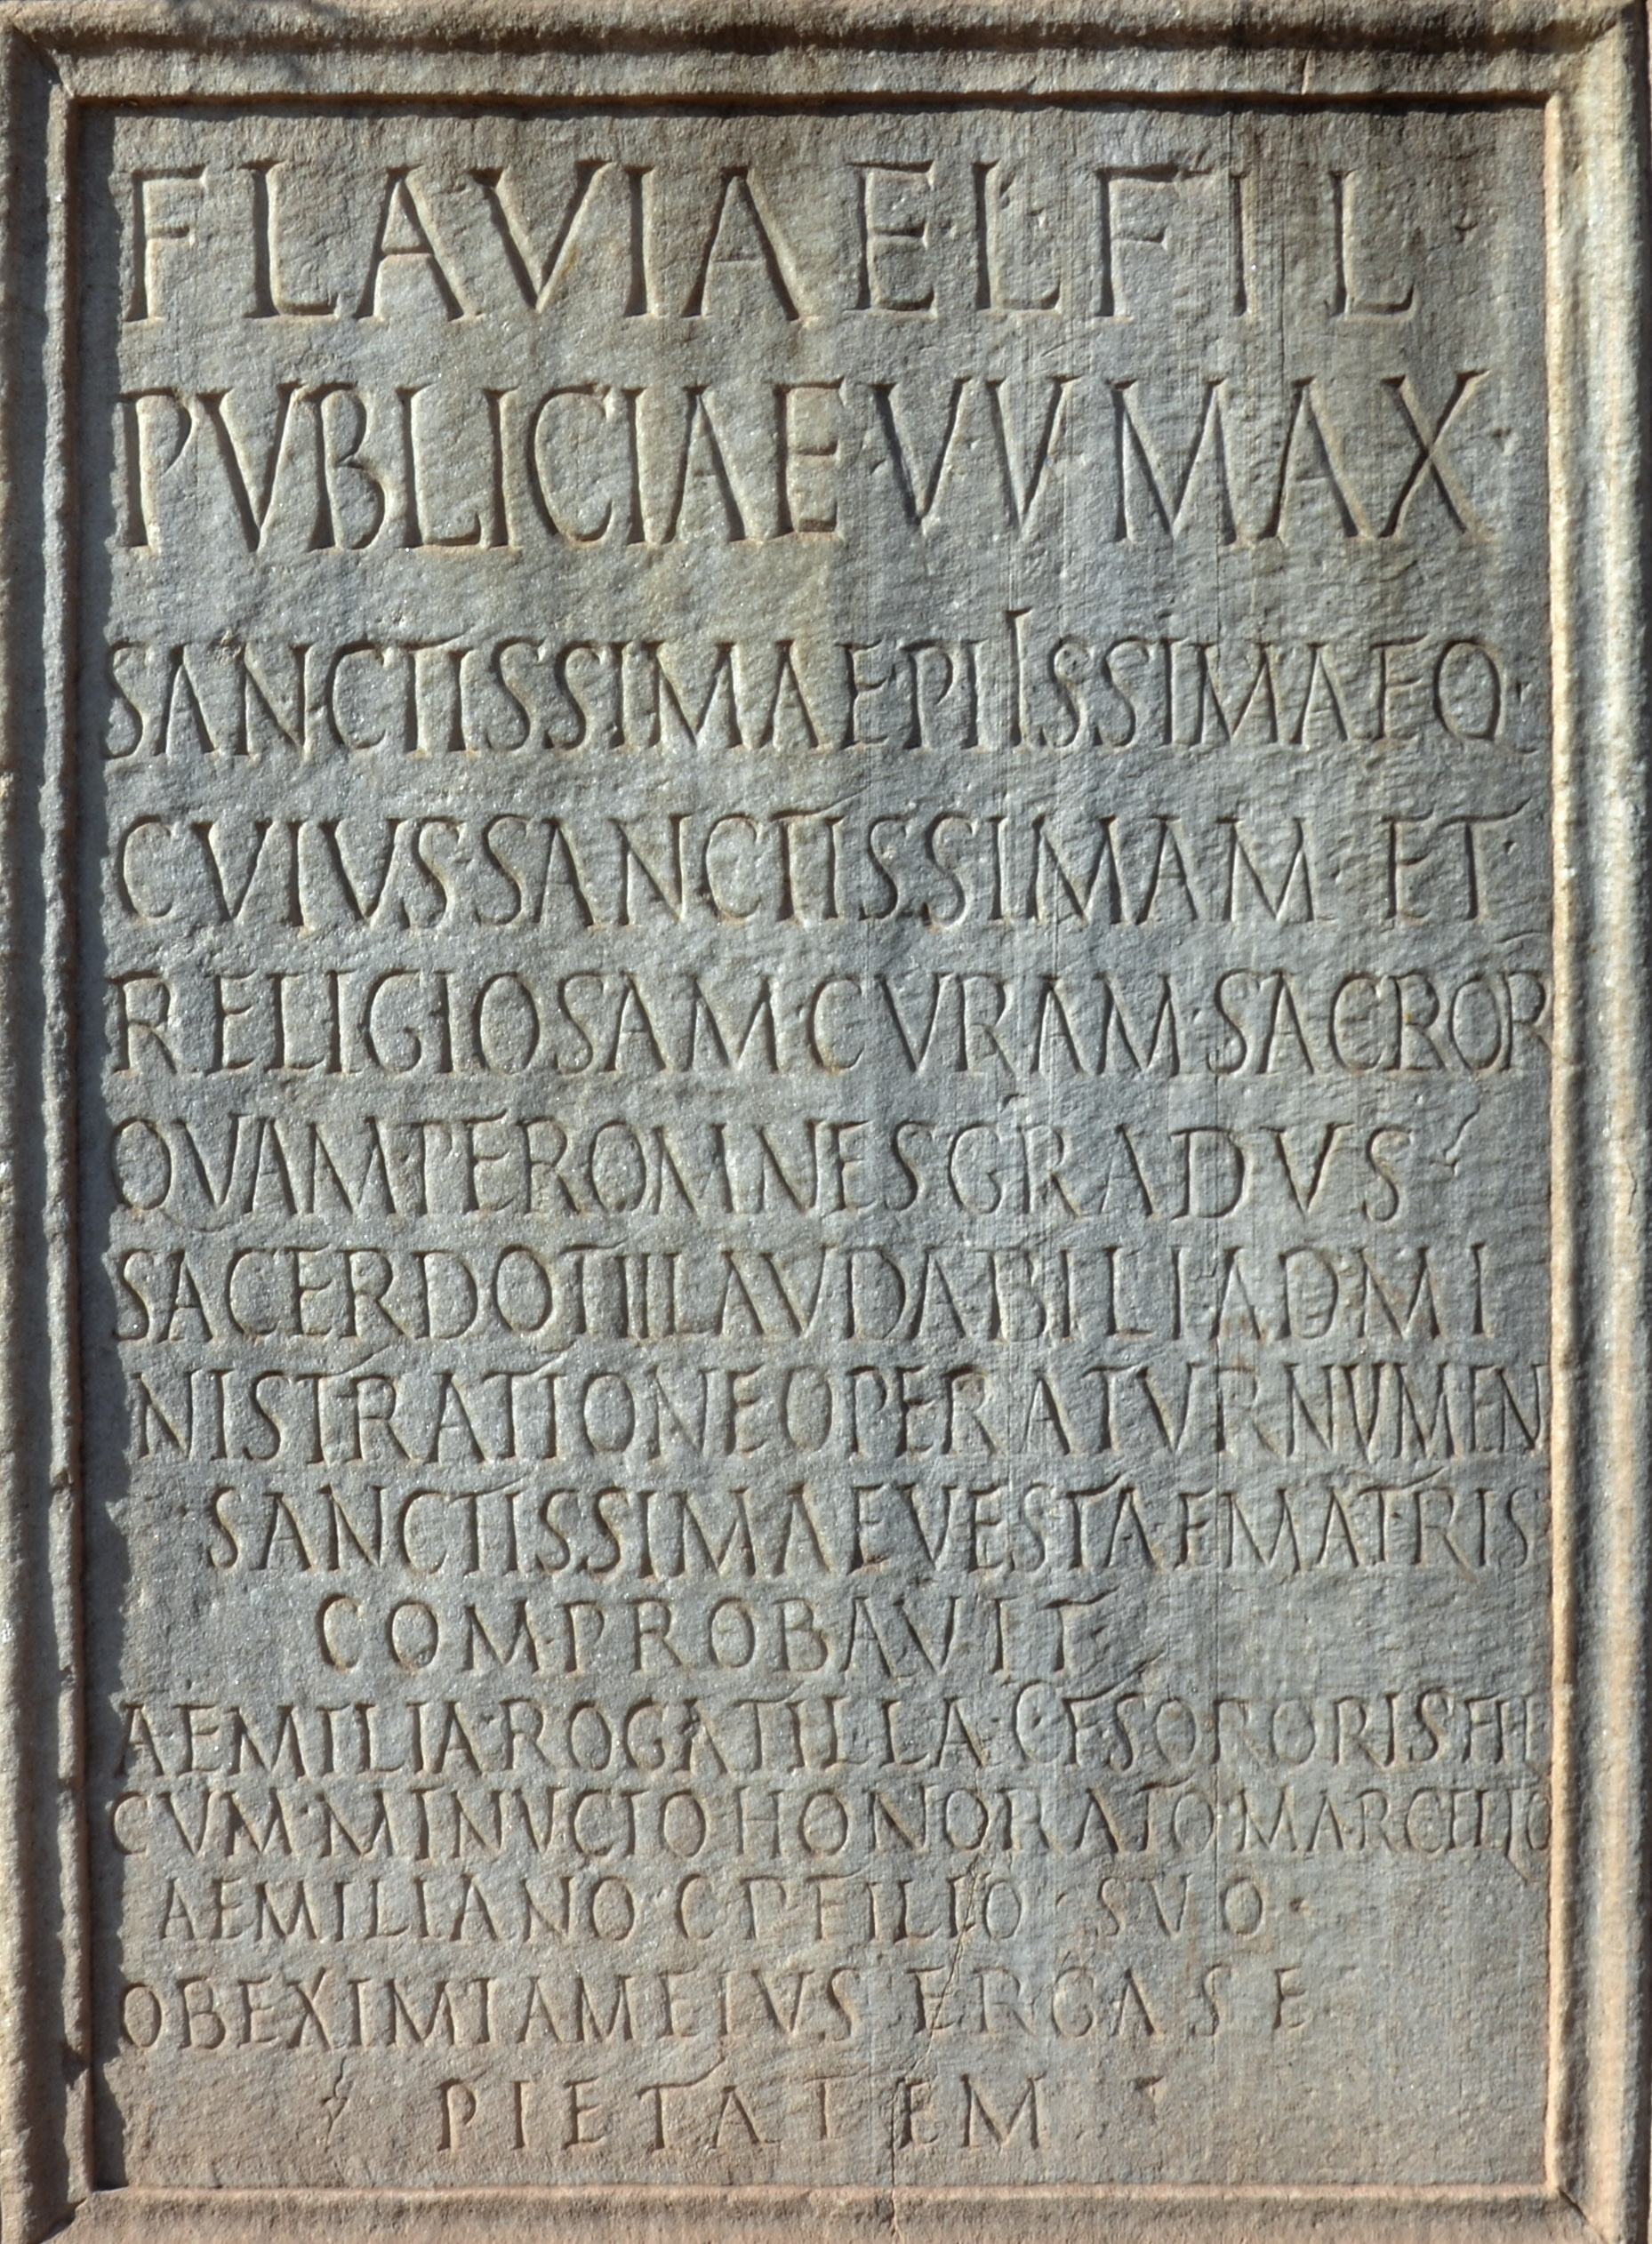 FLAVIAE·L·FIL·
PVBLICIAE·V·V·MAX·
SANCTISSIMAE PIISSIMAEQ·
CVIVS SANCTISSIMAM ET
RELIGIOSAM·CVRAM·SACROR
QVAM PER OMNES GRADVS
SACERDOTII LAVDABILI ADMI
NISTRATIONE OPERATVR NVMEN
SANCTISSIMAE VESTAE MATRIS
COMPROBAVIT
AEMILIA·ROGATILLA·C·F·SORORIS FIL
CVM·MINVCIO HONORATO MARCELLO
AEMILIANO·C·P·FILIO SVO·
OB EXIMIAM EIVS ERGA SE
PIETATEM